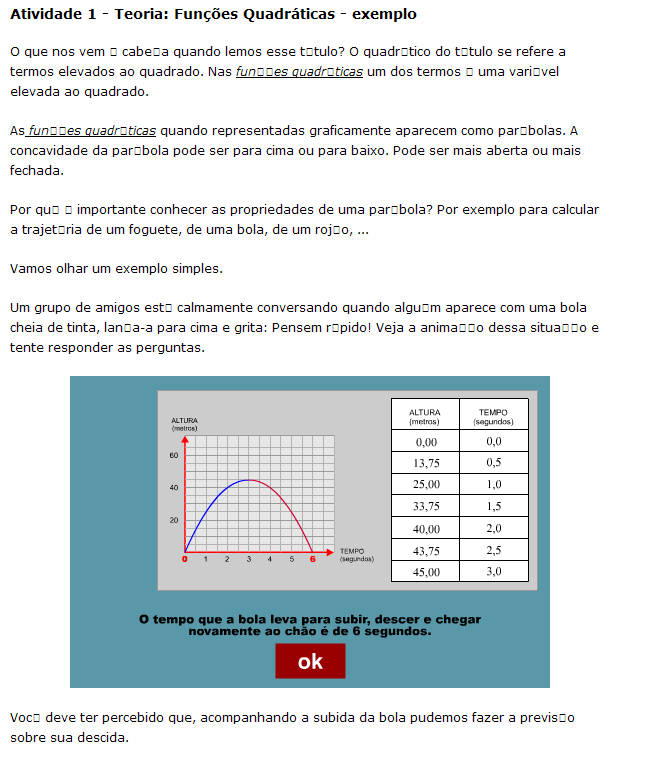 Atividade 1 - Teoria: Funções Quadráticas - exemplo
O que nos vem □ cabe□a quando lemos esse t□tulo? O quadr□tico do t□tulo se refere a
termos elevados ao quadrado. Nas fun□□es quadr□ticas um dos termos □ uma vari□vel
elevada ao quadrado.
As fun□□es quadr□ticas quando representadas graficamente aparecem como par□bolas. A
concavidade da par□bola pode ser para cima ou para baixo. Pode ser mais aberta ou mais
fechada.
Por qu□ □ importante conhecer as propriedades de uma par□bola? Por exemplo para calcular
a trajet□ria de um foguete, de uma bola, de um roj□o, ...
Vamos olhar um exemplo simples.
Um grupo de amigos est□ calmamente conversando quando algu□m aparece com uma bola
cheia de tinta, lan□a-a para cima e grita: Pensem r□pido! Veja a anima□□o dessa situa□□o e
tente responder as perguntas.
ALTURA
(metros)
60
40
20
0 1 2 3 4 5 6
TEMPO
(segundos)
ALTURA TEMPO
(metros) (segundos)
0,00 0,0
13,75 0,5
25,00 1,0
33,75 1,5
40,00 2,0
43,75 2,5
45,00 3,0
O tempo que a bola leva para subir, descer e chegar
novamente ao chão é de 6 segundos.
ok
Voc□ deve ter percebido que, acompanhando a subida da bola pudemos fazer a previs□o
sobre sua descida.